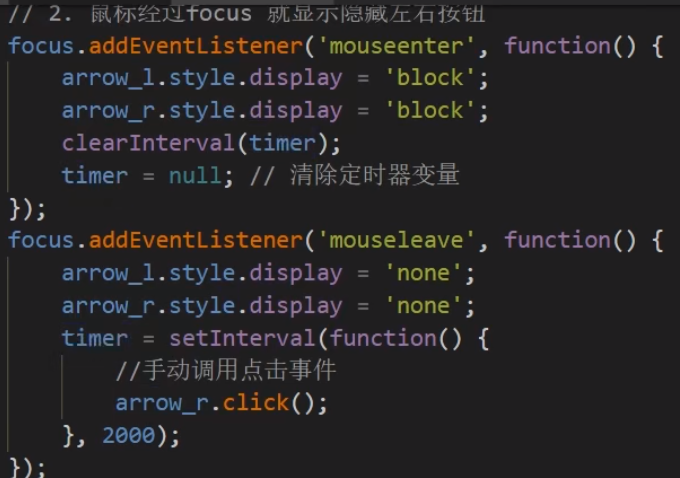 // 2. 鼠标经过focus 就显示隐藏左右按钮
focus.addEventListener('mouseenter', function() {
    arrow_l.style.display = 'block';
    arrow_r.style.display = 'block';
    clearInterval(timer);
    timer = null; // 清除定时器变量
});
focus.addEventListener('mouseleave', function() {
    arrow_l.style.display = 'none';
    arrow_r.style.display = 'none';
    timer = setInterval(function() {
        //手动调用点击事件
        arrow_r.click();
    }, 2000);
});